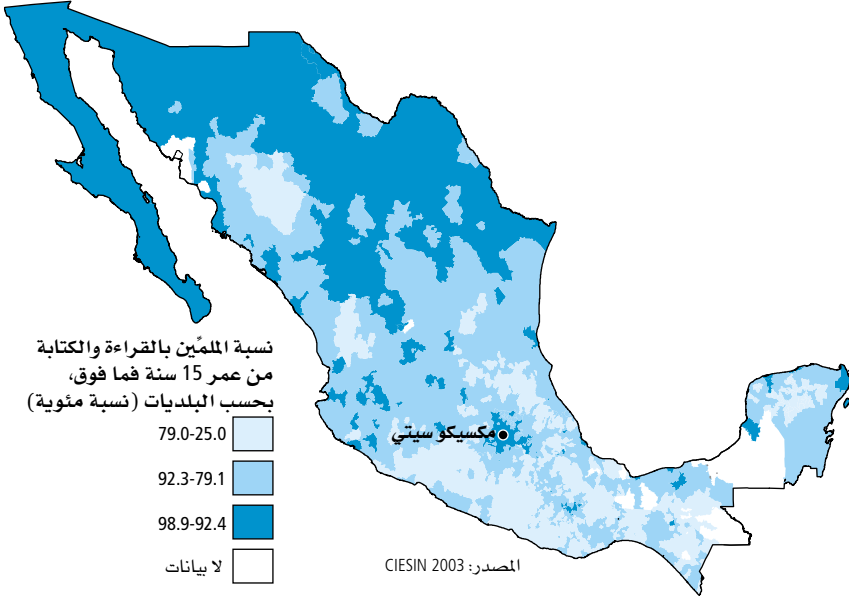 نسبة الملمِّين بالقراءة والكتابة
من عمر 15 سنة فما فوق،
بحسب البلديات (نسبة مئوية)
79.0-25.0
92.3-79.1
98.9-92.4
لا بيانات
مكسيكو سيتي
المصدر: CIESIN 2003